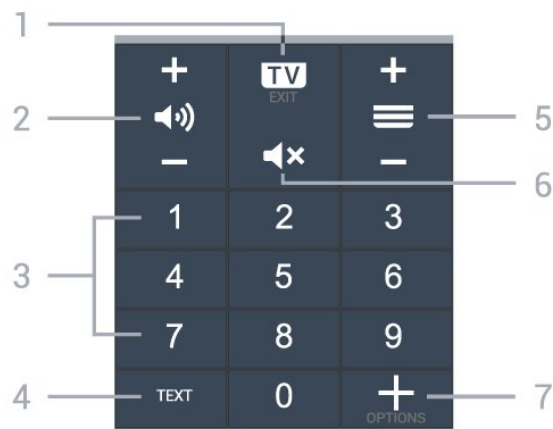 1
+ TV +
EXIT
2
5
− −
6
1 2 3
3
4 5 6
7 8 9
4 TEXT 0 + 7
OPTIONS